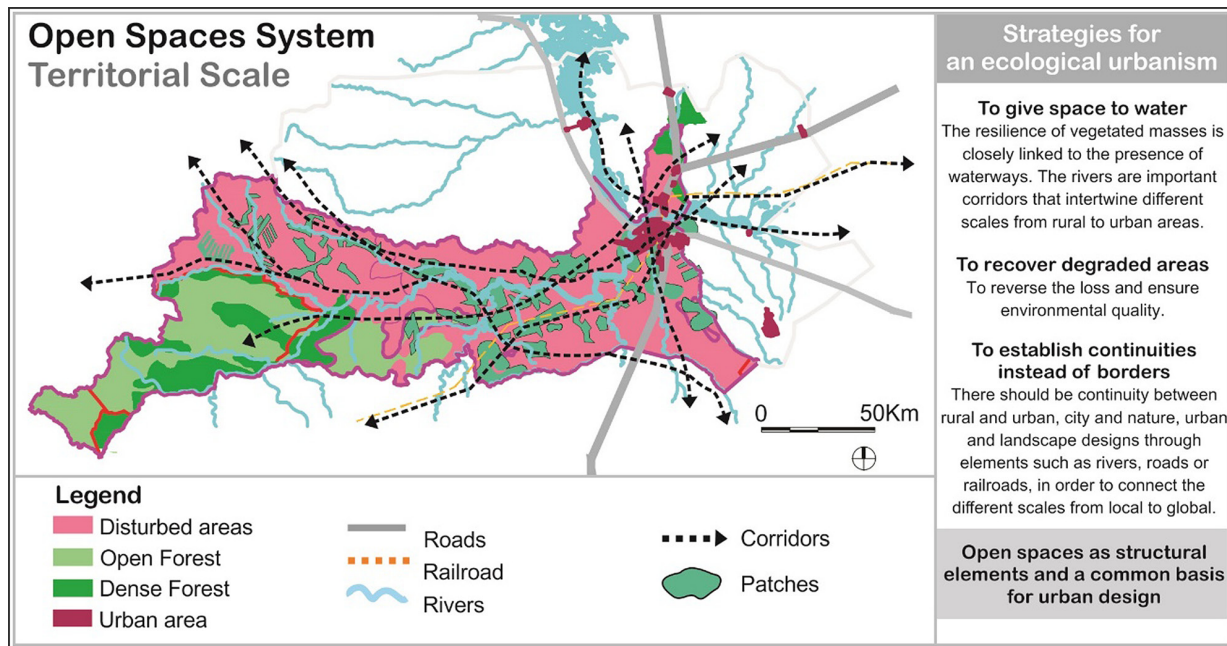 Open Spaces System
Territorial Scale
0 50Km
Legend
Disturbed areas
Open Forest
Dense Forest
Urban area
Roads
Railroad
Rivers
Corridors
Patches
Strategies for
an ecological urbanism
To give space to water
The resilience of vegetated masses is
closely linked to the presence of
waterways. The rivers are important
corridors that intertwine different
scales from rural to urban areas.
To recover degraded areas
To reverse the loss and ensure
environmental quality.
To establish continuities
instead of borders
There should be continuity between
rural and urban, city and nature, urban
and landscape designs through
elements such as rivers, roads or
railroads, in order to connect the
different scales from local to global.
Open spaces as structural
elements and a common basis
for urban design